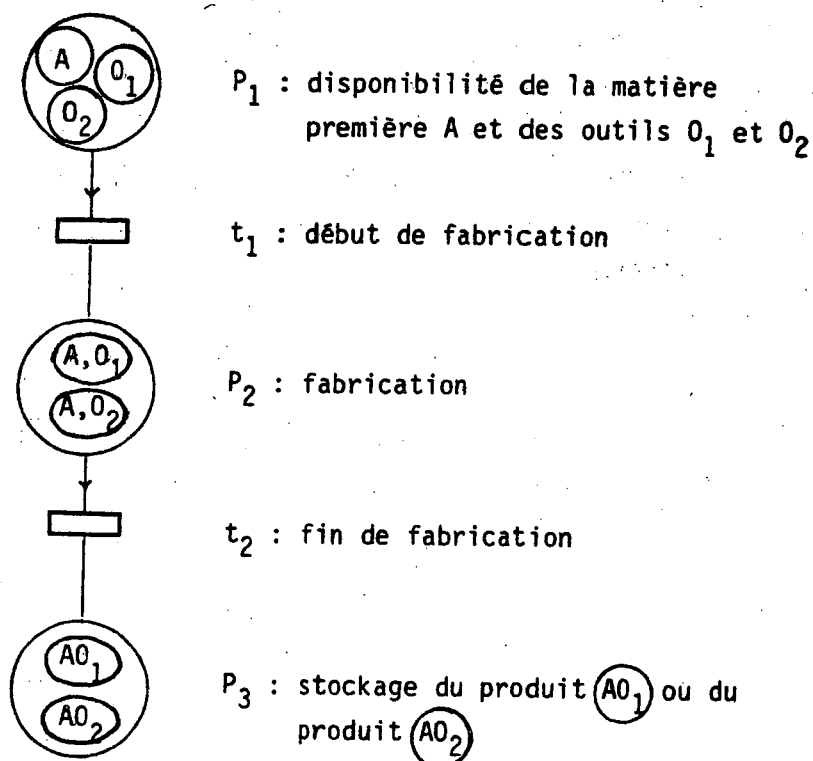 A
O₁
O₂
P₁ : disponibilité de la matière
première A et des outils O₁ et O₂
t₁ : début de fabrication
A,O₁
A,O₂
P₂ : fabrication
t₂ : fin de fabrication
AO₁
AO₂
P₃ : stockage du produit AO₁ ou du
produit AO₂